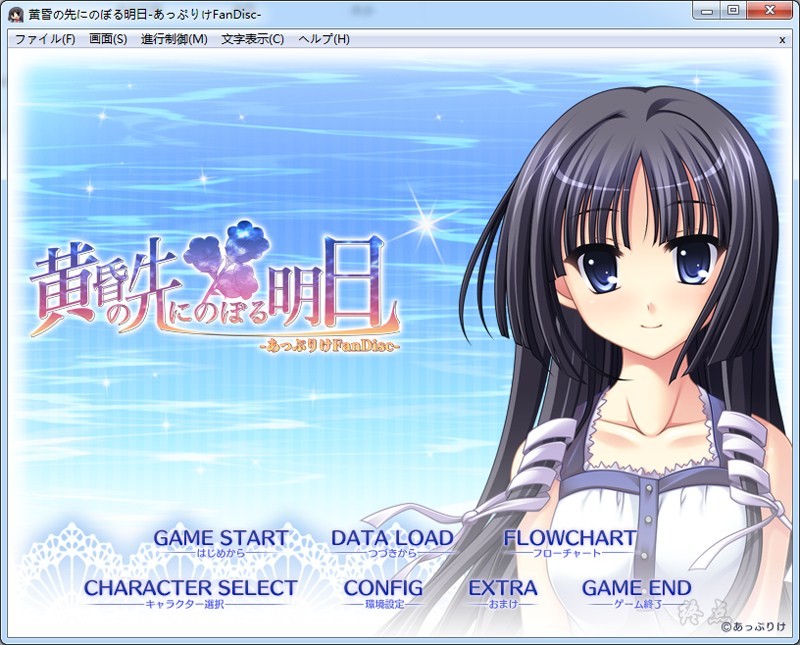 黄昏の先にのぼる明日-あっぷりけFanDisc-
ファイル(F) 画面(S) 進行制御(M) 文字表示(C) ヘルプ(H) x
黄昏の先にのぼる明日
-あっぷりけFanDisc-
GAME START DATA LOAD FLOWCHART
はじめから つづきから フローチャート
CHARACTER SELECT CONFIG EXTRA GAME END
キャラクター選択 環境設定 おまけ ゲーム終了
终点
©あっぷりけ